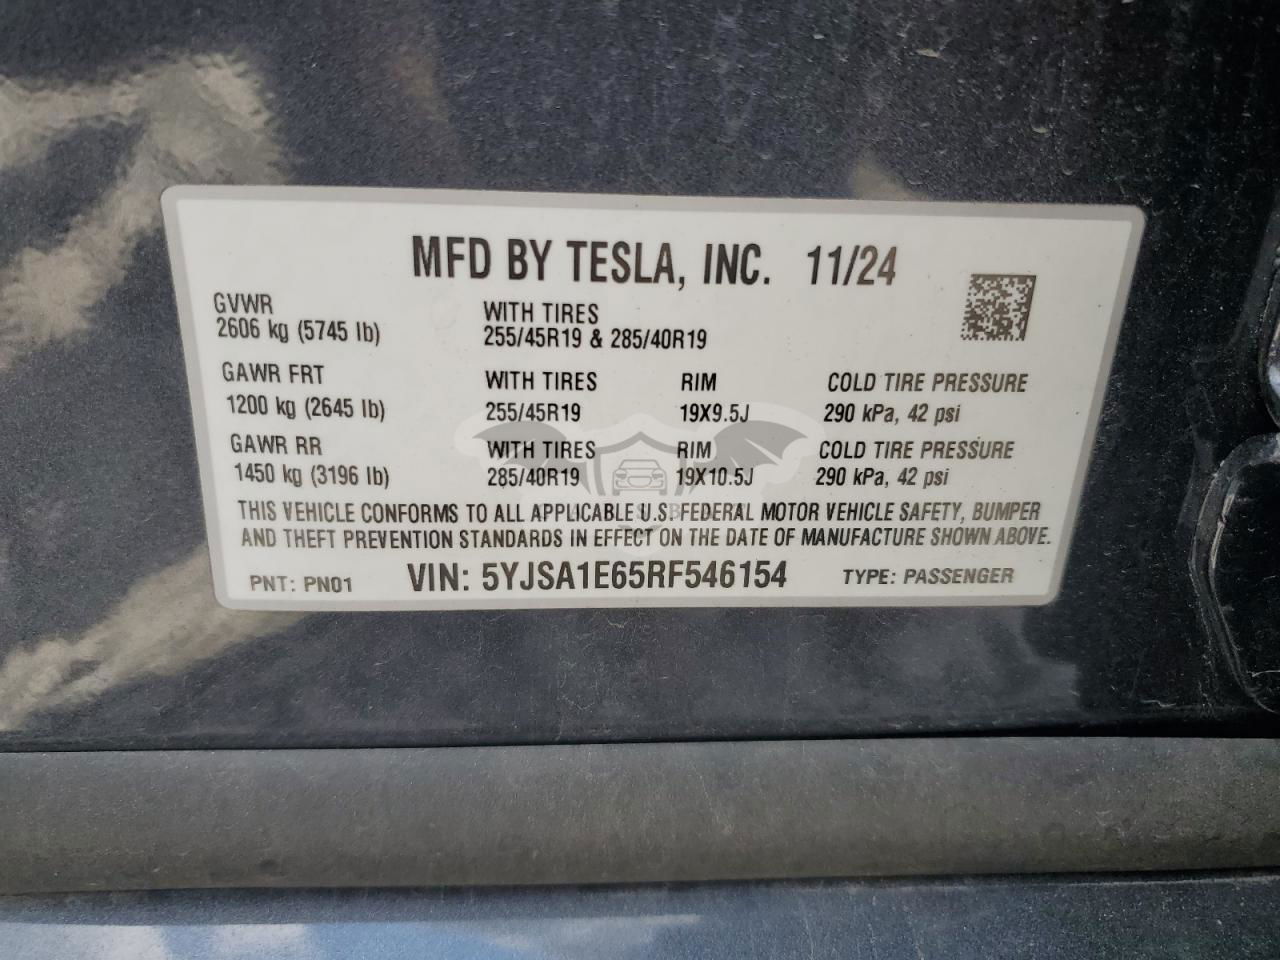 MFD BY TESLA, INC. 11/24
GVWR WITH TIRES
2606 kg (5745 lb) 255/45R19 & 285/40R19
GAWR FRT WITH TIRES RIM COLD TIRE PRESSURE
1200 kg (2645 lb) 255/45R19 19X9.5J 290 kPa, 42 psi
GAWR RR WITH TIRES RIM COLD TIRE PRESSURE
1450 kg (3196 lb) 285/40R19 19X10.5J 290 kPa, 42 psi
THIS VEHICLE CONFORMS TO ALL APPLICABLE U.S. FEDERAL MOTOR VEHICLE SAFETY, BUMPER
AND THEFT PREVENTION STANDARDS IN EFFECT ON THE DATE OF MANUFACTURE SHOWN ABOVE.
PNT: PN01 VIN: 5YJSA1E65RF546154 TYPE: PASSENGER